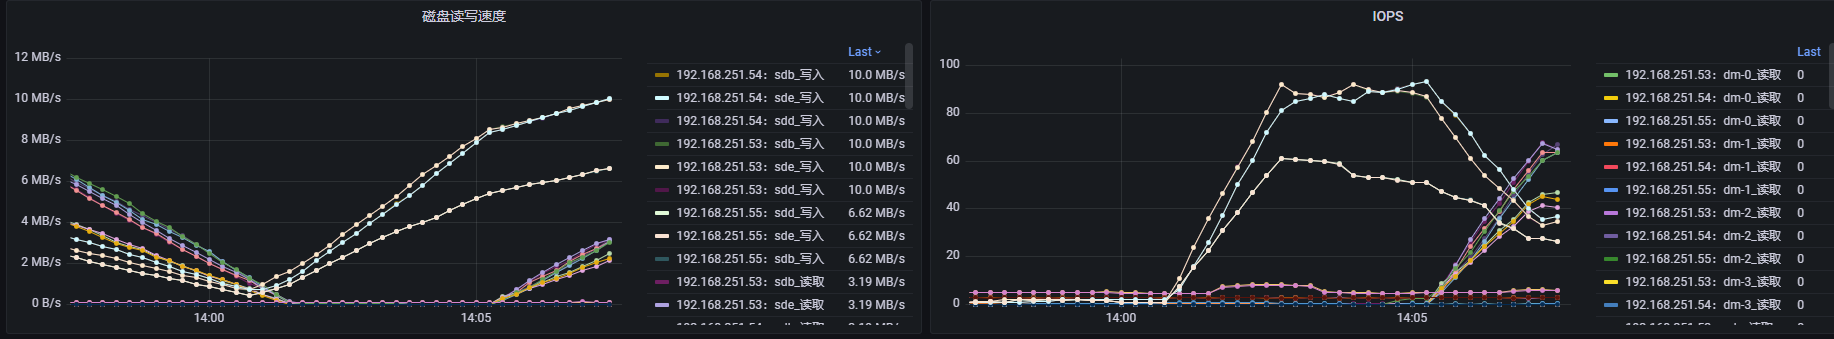 磁盘读写速度
12 MB/s
10 MB/s
8 MB/s
6 MB/s
4 MB/s
2 MB/s
0 B/s
14:00
14:05
Last
192.168.251.54：sdb_写入 10.0 MB/s
192.168.251.54：sde_写入 10.0 MB/s
192.168.251.54：sdd_写入 10.0 MB/s
192.168.251.53：sdb_写入 10.0 MB/s
192.168.251.53：sde_写入 10.0 MB/s
192.168.251.53：sdd_写入 10.0 MB/s
192.168.251.55：sdd_写入 6.62 MB/s
192.168.251.55：sde_写入 6.62 MB/s
192.168.251.55：sdb_写入 6.62 MB/s
192.168.251.53：sdb_读取 3.19 MB/s
192.168.251.53：sde_读取 3.19 MB/s
IOPS
100
80
60
40
20
0
14:00
14:05
Last
192.168.251.53：dm-0_读取 0
192.168.251.54：dm-0_读取 0
192.168.251.55：dm-0_读取 0
192.168.251.53：dm-1_读取 0
192.168.251.54：dm-1_读取 0
192.168.251.55：dm-1_读取 0
192.168.251.53：dm-2_读取 0
192.168.251.54：dm-2_读取 0
192.168.251.55：dm-2_读取 0
192.168.251.53：dm-3_读取 0
192.168.251.54：dm-3_读取 0